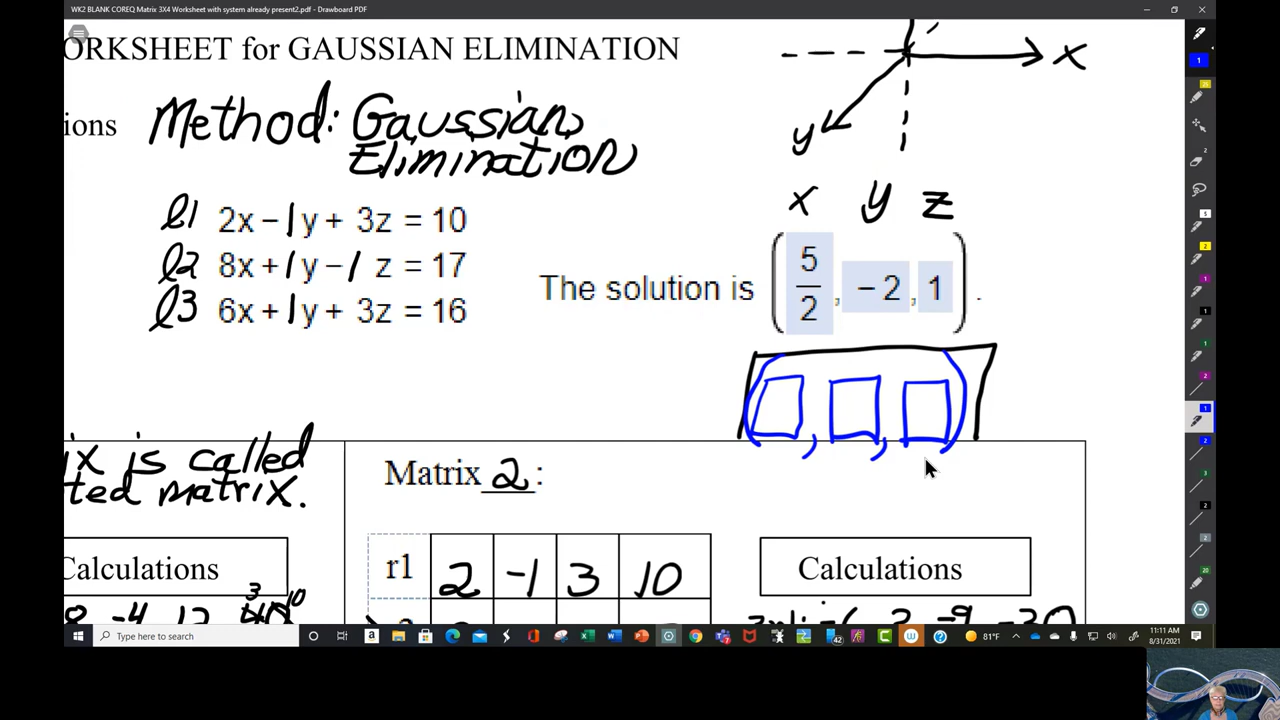 WK2 BLANK COREQ Matrix 3X4 Worksheet with system already present2.pdf - Drawboard PDF
ORKSHEET for GAUSSIAN ELIMINATION
x
y
ions
Method: Gaussian
Elimination
l1 2x - 1y + 3z = 10
l2 8x + 1y - 1 z = 17
l3 6x + 1y + 3z = 16
x y z
The solution is ( 5/2 , - 2 , 1 ) .
( , , )
ix is called
ted matrix.
Matrix 2 :
Calculations
8 -4 12
r1 2 -1 3 10
Calculations
Type here to search
81°F
11:11 AM
8/31/2021